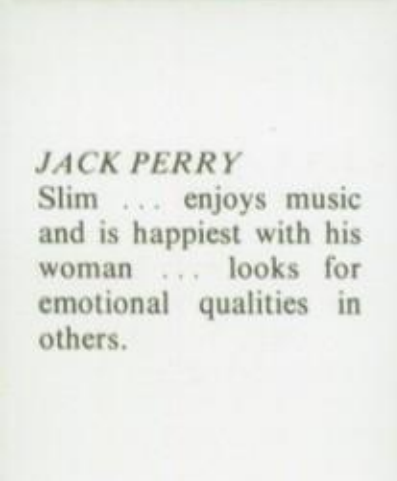 JACK PERRY
Slim ... enjoys music
and is happiest with his
woman ... looks for
emotional qualities in
others.